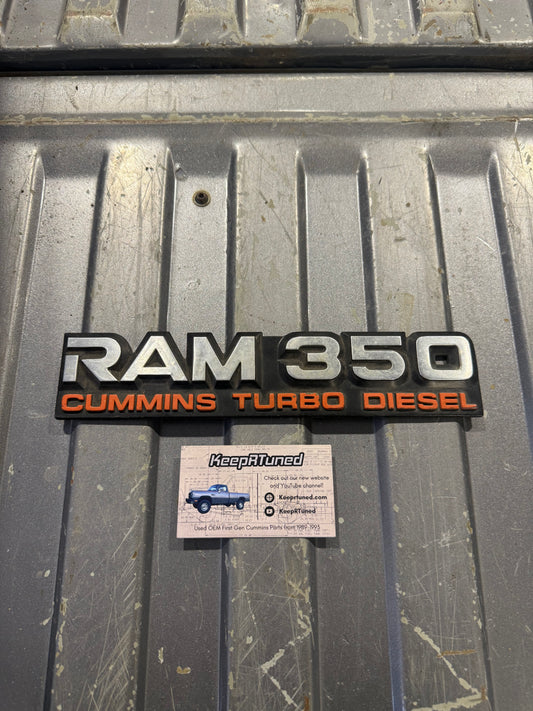 RAM 350
CUMMINS TURBO DIESEL
KeepRTuned
Check out our new website
and YouTube channel!
Keeprtuned.com
KeepRTuned
Used OEM First Gen Cummins Parts from 1989-1993